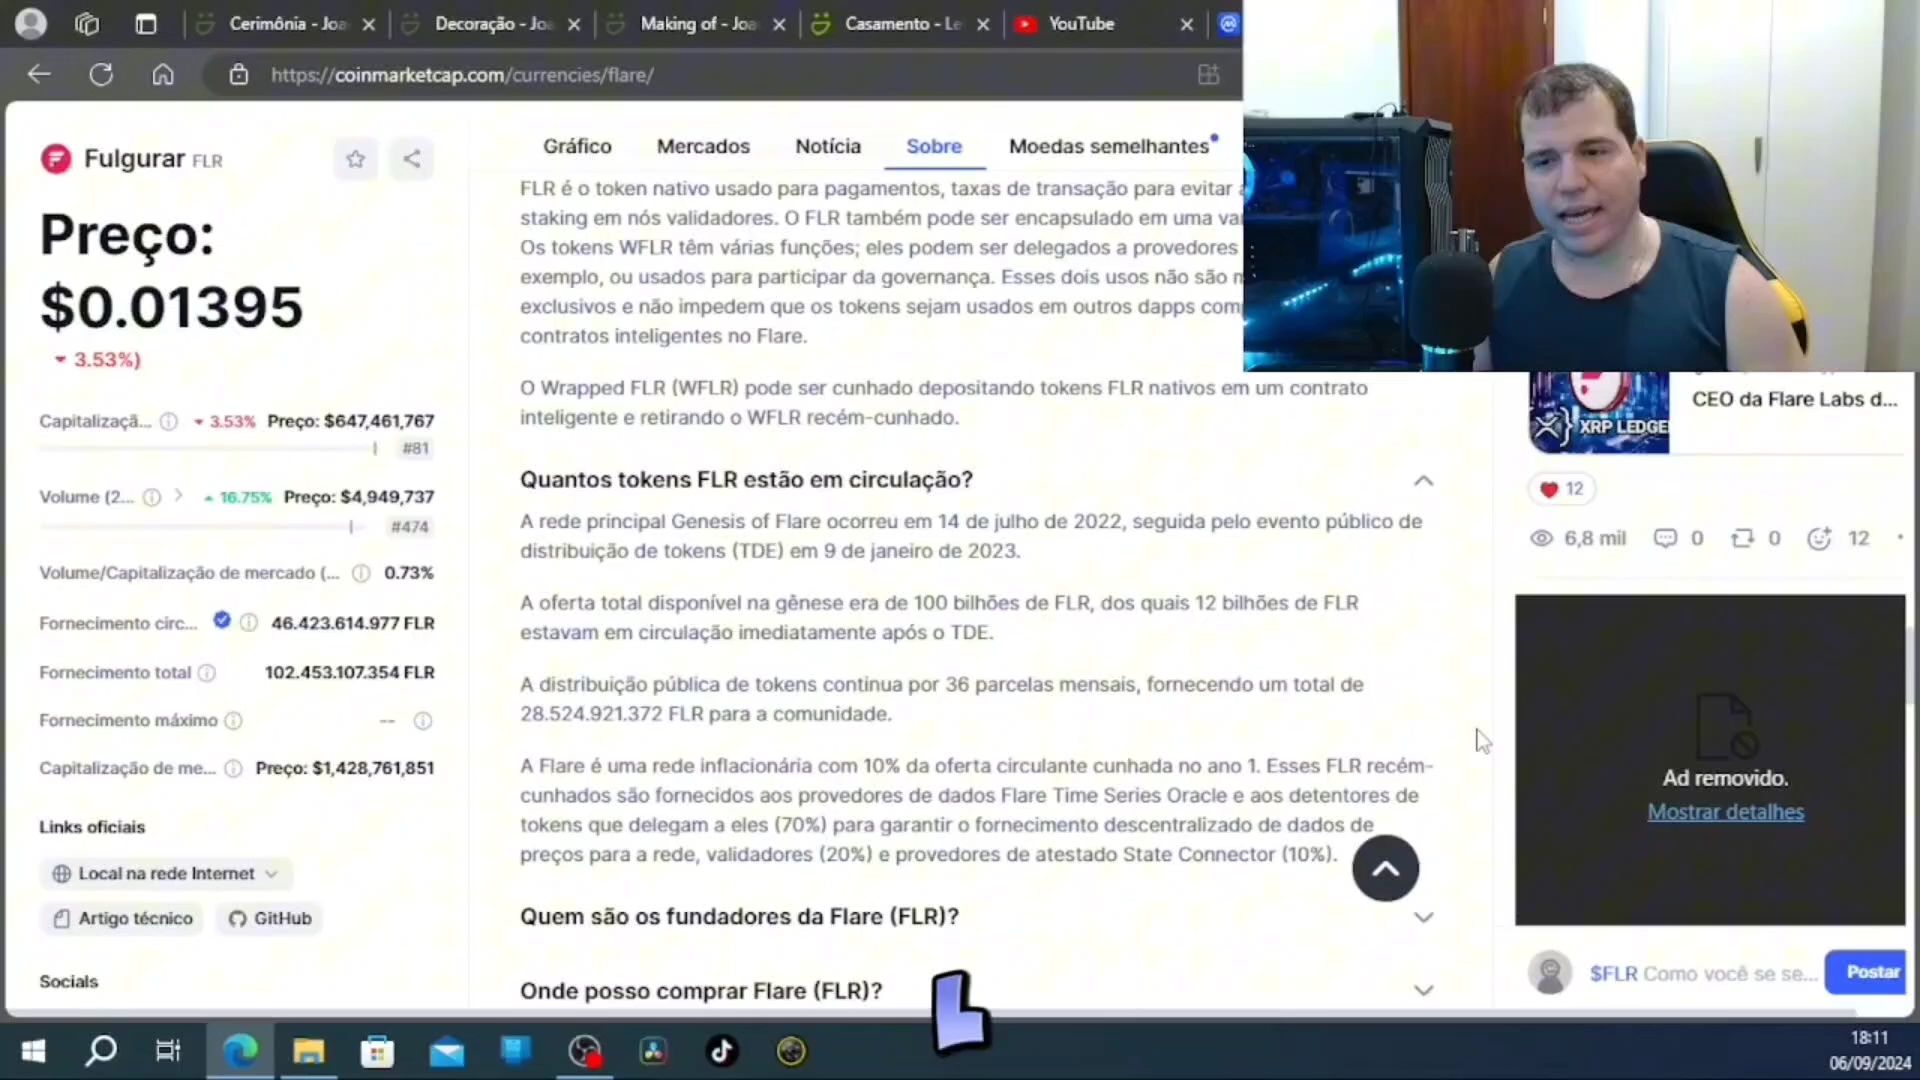 Cerimônia - Joa
Decoração - Joa
Making of - Joa
Casamento - Le
YouTube
https://coinmarketcap.com/currencies/flare/
Fulgurar FLR
Preço:
$0.01395
3.53%)
Capitalizaçã... 3.53% Preço: $647,461,767
#81
Volume (2... 16.75% Preço: $4,949,737
#474
Volume/Capitalização de mercado (... 0.73%
Fornecimento circ... 46.423.614.977 FLR
Fornecimento total 102.453.107.354 FLR
Fornecimento máximo --
Capitalização de me... Preço: $1,428,761,851
Links oficiais
Local na rede Internet
Artigo técnico GitHub
Socials
Gráfico Mercados Notícia Sobre Moedas semelhantes
FLR é o token nativo usado para pagamentos, taxas de transação para evitar
staking em nós validadores. O FLR também pode ser encapsulado em uma
Os tokens WFLR têm várias funções; eles podem ser delegados a provedores
exemplo, ou usados para participar da governança. Esses dois usos não são
exclusivos e não impedem que os tokens sejam usados em outros dapps
contratos inteligentes no Flare.
O Wrapped FLR (WFLR) pode ser cunhado depositando tokens FLR nativos em um contrato
inteligente e retirando o WFLR recém-cunhado.
Quantos tokens FLR estão em circulação?
A rede principal Genesis of Flare ocorreu em 14 de julho de 2022, seguida pelo evento público de
distribuição de tokens (TDE) em 9 de janeiro de 2023.
A oferta total disponível na gênese era de 100 bilhões de FLR, dos quais 12 bilhões de FLR
estavam em circulação imediatamente após o TDE.
A distribuição pública de tokens continua por 36 parcelas mensais, fornecendo um total de
28.524.921.372 FLR para a comunidade.
A Flare é uma rede inflacionária com 10% da oferta circulante cunhada no ano 1. Esses FLR recém-
cunhados são fornecidos aos provedores de dados Flare Time Series Oracle e aos detentores de
tokens que delegam a eles (70%) para garantir o fornecimento descentralizado de dados de
preços para a rede, validadores (20%) e provedores de atestado State Connector (10%).
Quem são os fundadores da Flare (FLR)?
Onde posso comprar Flare (FLR)?
L
XRP LEDGE
CEO da Flare Labs d...
12
6,8 mil 0 0 12
Ad removido.
Mostrar detalhes
$FLR Como você se se...
Postar
18:11
06/09/2024